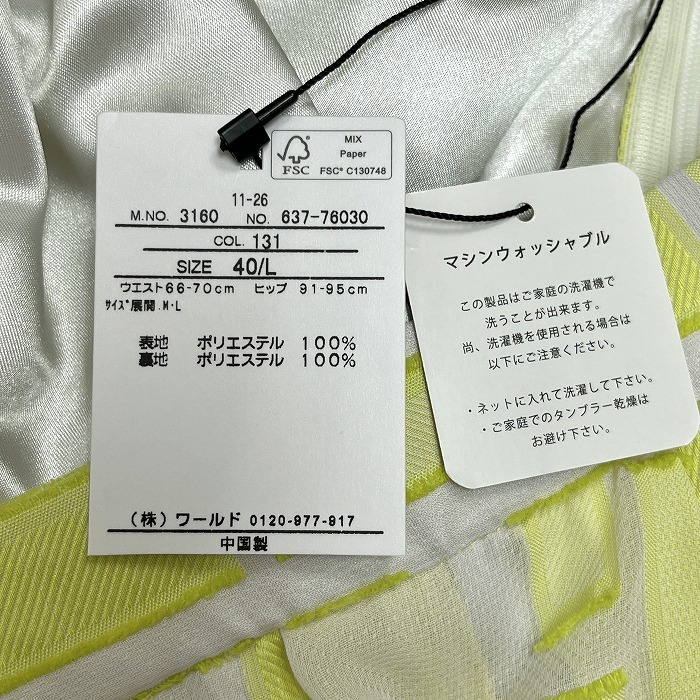 FSC
MIX
Paper
FSC® C130748
11-26
M.NO. 3160 NO. 637-76030
COL. 131
SIZE 40/L
ウエスト66-70cm ヒップ 91-95cm
ｻｲｽﾞ展開.M･L
表地 ポリエステル 100%
裏地 ポリエステル 100%
(株)ワールド 0120-977-917
中国製
マシンウォッシャブル
この製品はご家庭の洗濯機で
洗うことが出来ます。
尚、洗濯機を使用される場合は
以下にご注意ください。
・ネットに入れて洗濯して下さい。
・ご家庭でのタンブラー乾燥は
お避け下さい。